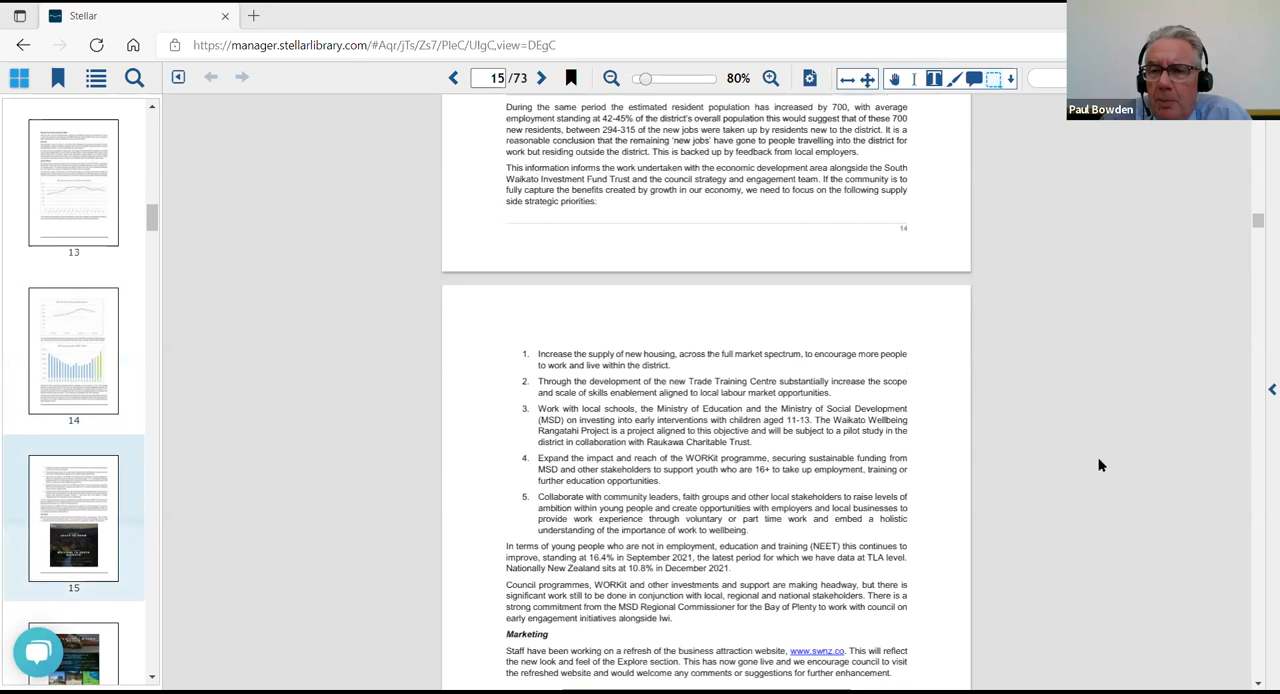 Stellar
https://manager.stellarlibrary.com/#Aqr/jTs/Zs7/PIeC/UIgC,view=DEgC
15 /73
80%
Paul Bowden
13
14
15
During the same period the estimated resident population has increased by 700, with average
employment standing at 42-45% of the district's overall population this would suggest that of these 700
new residents, between 294-315 of the new jobs were taken up by residents new to the district. It is a
reasonable conclusion that the remaining 'new jobs' have gone to people travelling into the district for
work but residing outside the district. This is backed up by feedback from local employers.
This information informs the work undertaken with the economic development area alongside the South
Waikato Investment Fund Trust and the council strategy and engagement team. If the community is to
fully capture the benefits created by growth in our economy, we need to focus on the following supply
side strategic priorities:
14
1. Increase the supply of new housing, across the full market spectrum, to encourage more people
to work and live within the district.
2. Through the development of the new Trade Training Centre substantially increase the scope
and scale of skills enablement aligned to local labour market opportunities.
3. Work with local schools, the Ministry of Education and the Ministry of Social Development
(MSD) on investing into early interventions with children aged 11-13. The Waikato Wellbeing
Rangatahi Project is a project aligned to this objective and will be subject to a pilot study in the
district in collaboration with Raukawa Charitable Trust.
4. Expand the impact and reach of the WORKit programme, securing sustainable funding from
MSD and other stakeholders to support youth who are 16+ to take up employment, training or
further education opportunities.
5. Collaborate with community leaders, faith groups and other local stakeholders to raise levels of
ambition within young people and create opportunities with employers and local businesses to
provide work experience through voluntary or part time work and embed a holistic
understanding of the importance of work to wellbeing.
In terms of young people who are not in employment, education and training (NEET) this continues to
improve, standing at 16.4% in September 2021, the latest period for which we have data at TLA level.
Nationally New Zealand sits at 10.8% in December 2021.
Council programmes, WORKit and other investments and support are making headway, but there is
significant work still to be done in conjunction with local, regional and national stakeholders. There is a
strong commitment from the MSD Regional Commissioner for the Bay of Plenty to work with council on
early engagement initiatives alongside Iwi.
Marketing
Staff have been working on a refresh of the business attraction website, www.swnz.co. This will reflect
the new look and feel of the Explore section. This has now gone live and we encourage council to visit
the refreshed website and would welcome any comments or suggestions for further enhancement.